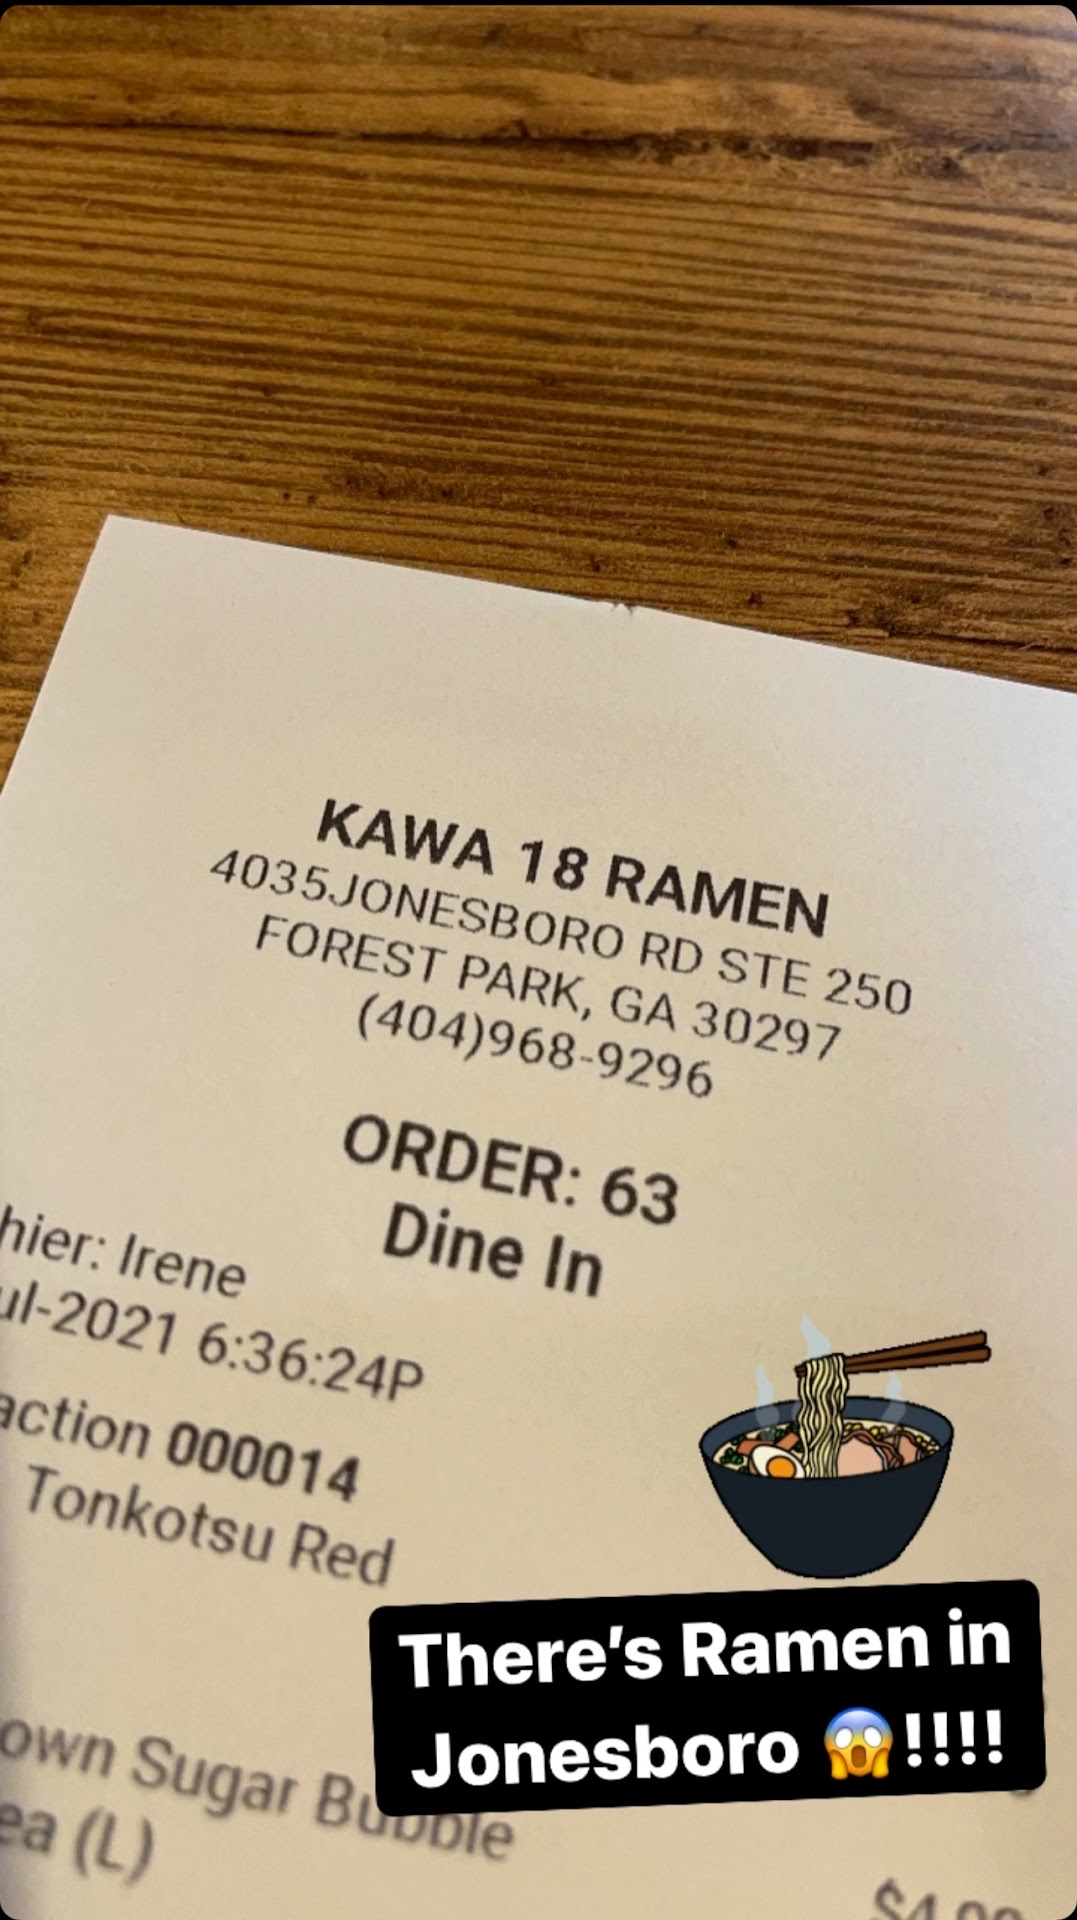 KAWA 18 RAMEN
4035JONESBORO RD STE 250
FOREST PARK, GA 30297
(404)968-9296
ORDER: 63
Dine In
hier: Irene
ul-2021 6:36:24P
action 000014
Tonkotsu Red
There's Ramen in
Jonesboro 😱!!!!
own Sugar Bubble
ea (L)